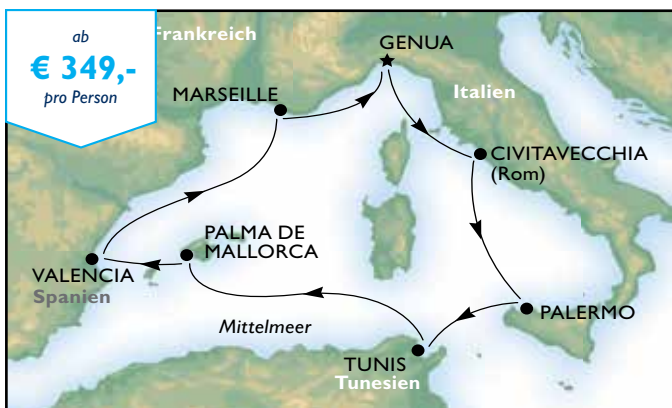 ab
€ 349,-
pro Person
Frankreich
GENUA
MARSEILLE
Italien
CIVITAVECCHIA
(Rom)
PALMA DE
MALLORCA
VALENCIA
Spanien
PALERMO
Mittelmeer
TUNIS
Tunesien